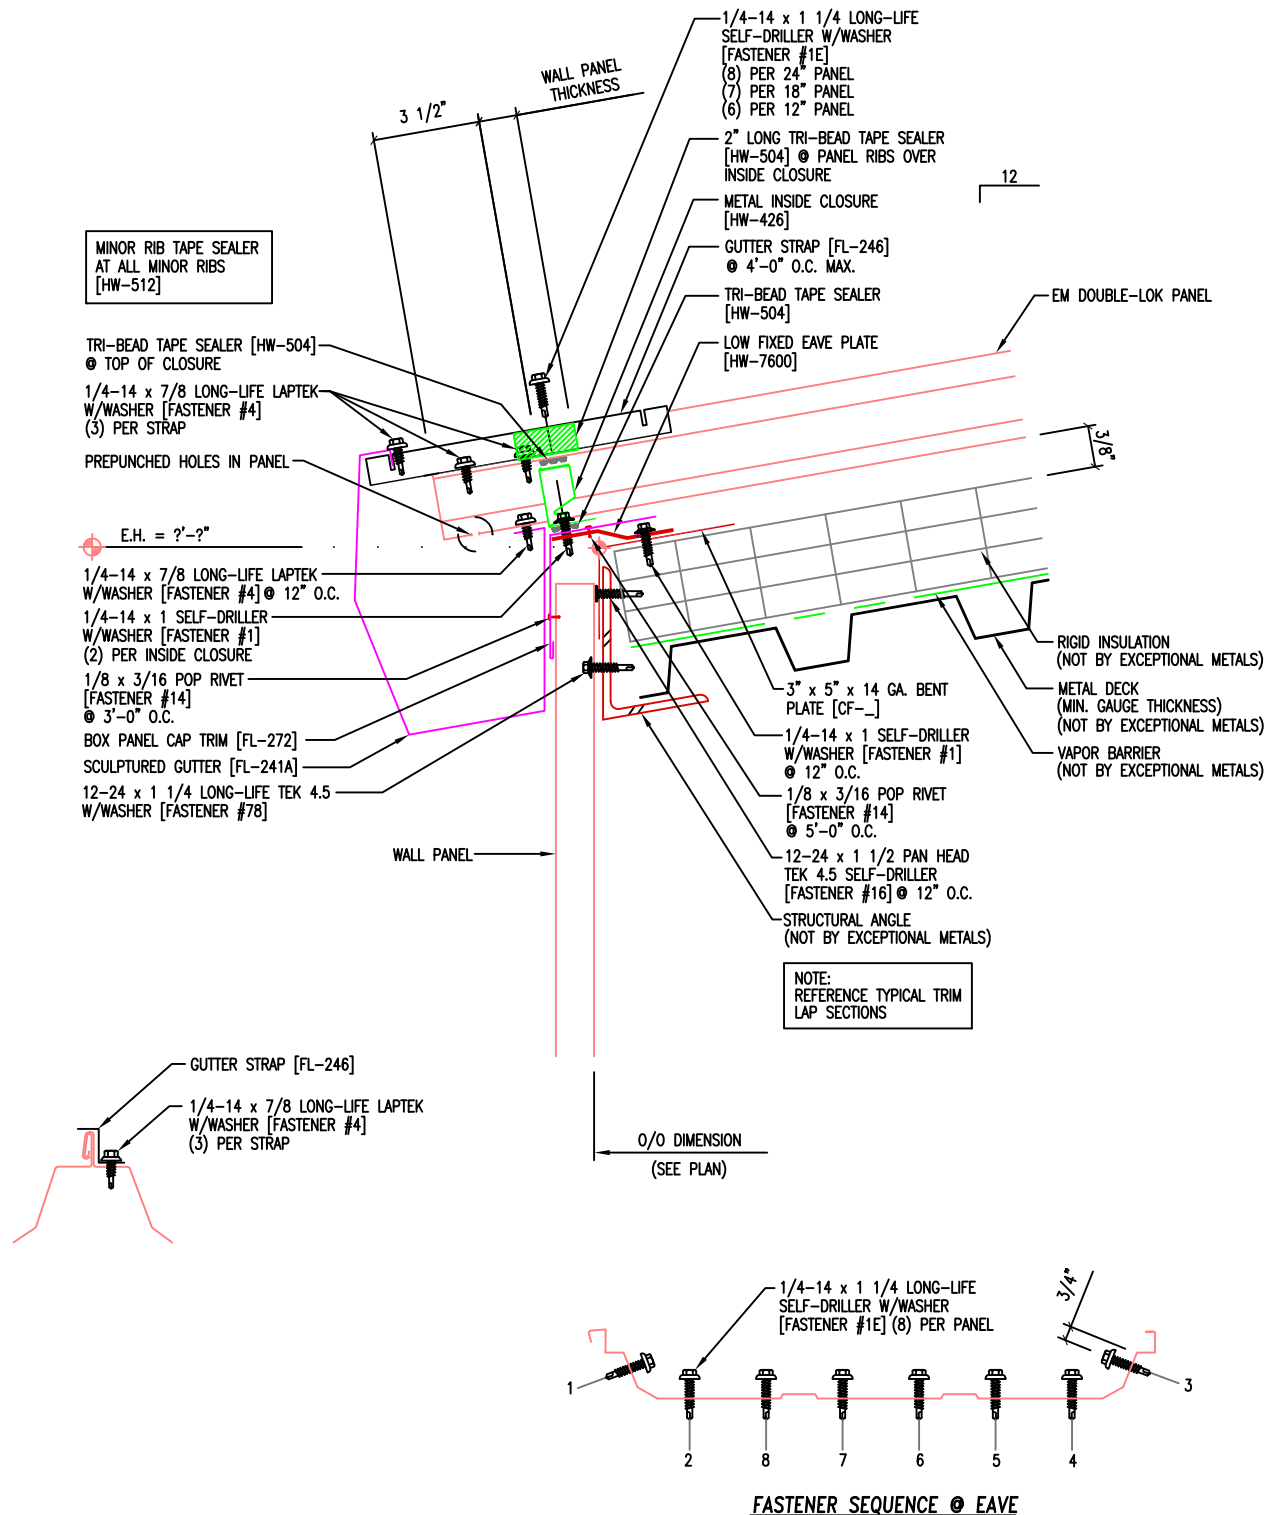 1/4-14 x 1 1/4 LONG-LIFE
SELF-DRILLER W/WASHER
[FASTENER #1E]
(8) PER 24" PANEL
(7) PER 18" PANEL
(6) PER 12" PANEL
WALL PANEL
THICKNESS
3 1/2"
2" LONG TRI-BEAD TAPE SEALER
[HW-504] @ PANEL RIBS OVER
INSIDE CLOSURE
12
METAL INSIDE CLOSURE
[HW-426]
MINOR RIB TAPE SEALER
AT ALL MINOR RIBS
[HW-512]
GUTTER STRAP [FL-246]
@ 4'-0" O.C. MAX.
TRI-BEAD TAPE SEALER
[HW-504]
EM DOUBLE-LOK PANEL
LOW FIXED EAVE PLATE
[HW-7600]
TRI-BEAD TAPE SEALER [HW-504]
@ TOP OF CLOSURE
1/4-14 x 7/8 LONG-LIFE LAPTEK
W/WASHER [FASTENER #4]
(3) PER STRAP
PREPUNCHED HOLES IN PANEL
3/8"
E.H. = ?'-?"
1/4-14 x 7/8 LONG-LIFE LAPTEK
W/WASHER [FASTENER #4] @ 12" O.C.
1/4-14 x 1 SELF-DRILLER
W/WASHER [FASTENER #1]
(2) PER INSIDE CLOSURE
1/8 x 3/16 POP RIVET
[FASTENER #14]
@ 3'-0" O.C.
BOX PANEL CAP TRIM [FL-272]
SCULPTURED GUTTER [FL-241A]
12-24 x 1 1/4 LONG-LIFE TEK 4.5
W/WASHER [FASTENER #78]
WALL PANEL
RIGID INSULATION
(NOT BY EXCEPTIONAL METALS)
METAL DECK
(MIN. GAUGE THICKNESS)
(NOT BY EXCEPTIONAL METALS)
VAPOR BARRIER
(NOT BY EXCEPTIONAL METALS)
3" x 5" x 14 GA. BENT
PLATE [CF-_]
1/4-14 x 1 SELF-DRILLER
W/WASHER [FASTENER #1]
@ 12" O.C.
1/8 x 3/16 POP RIVET
[FASTENER #14]
@ 5'-0" O.C.
12-24 x 1 1/2 PAN HEAD
TEK 4.5 SELF-DRILLER
[FASTENER #16] @ 12" O.C.
STRUCTURAL ANGLE
(NOT BY EXCEPTIONAL METALS)
NOTE:
REFERENCE TYPICAL TRIM
LAP SECTIONS
GUTTER STRAP [FL-246]
1/4-14 x 7/8 LONG-LIFE LAPTEK
W/WASHER [FASTENER #4]
(3) PER STRAP
O/O DIMENSION
(SEE PLAN)
1/4-14 x 1 1/4 LONG-LIFE
SELF-DRILLER W/WASHER
[FASTENER #1E] (8) PER PANEL
3/4"
1
3
2
8
7
6
5
4
FASTENER SEQUENCE @ EAVE